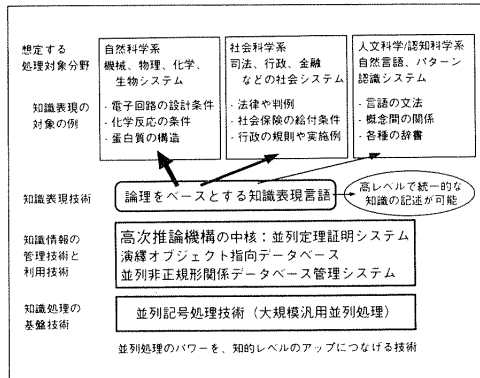 想定する
処理対象分野
自然科学系
機械、物理、化学、
生物システム
社会科学系
司法、行政、金融
などの社会システム
人文科学/認知科学系
自然言語、パターン
認識システム
知識表現の
対象の例
・電子回路の設計条件
・化学反応の条件
・蛋白質の構造
・法律や判例
・社会保険の給付条件
・行政の規則や実施例
・言語の文法
・概念間の関係
・各種の辞書
知識表現技術
論理をベースとする知識表現言語
高レベルで統一的な
知識の記述が可能
知識情報の
管理技術と
利用技術
高次推論機構の中核：並列定理証明システム
演繹オブジェクト指向データベース
並列非正規形関係データベース管理システム
知識処理の
基盤技術
並列記号処理技術（大規模汎用並列処理）
並列処理のパワーを、知的レベルのアップにつなげる技術